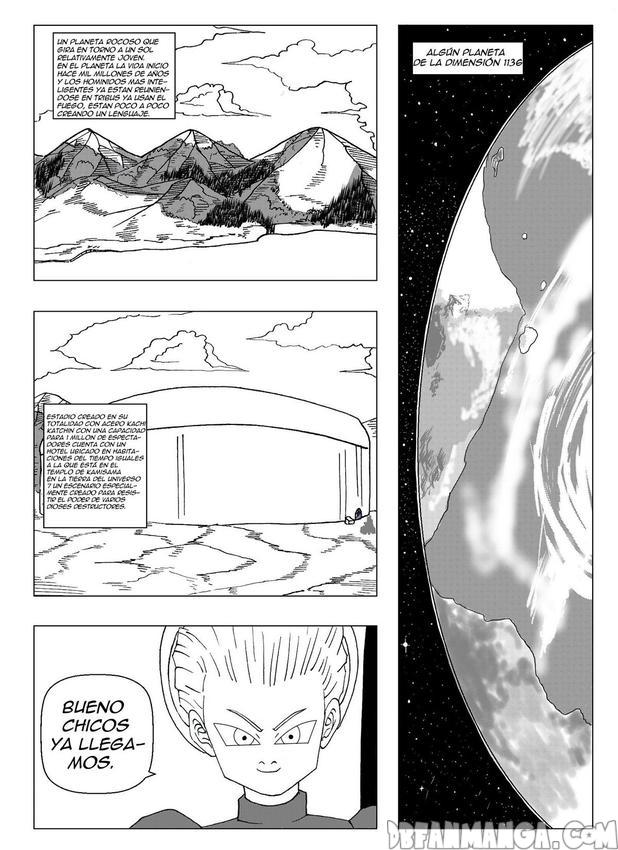 UN PLANETA ROCOSO QUE
GIRA EN TORNO A UN SOL
RELATIVAMENTE JOVEN.
EN EL PLANETA LA VIDA INICIO
HACE MIL MILLONES DE AÑOS
Y LOS HOMINIDOS MAS INTE-
LIGENTES YA ESTAN REUNIEN-
DOSE EN TRIBUS YA USAN EL
FUEGO, ESTAN POCO A POCO
CREANDO UN LENGUAJE.
ALGÚN PLANETA
DE LA DIMENSIÓN 1136
ESTADIO CREADO EN SU
TOTALIDAD CON ACERO KACHI
KATCHIN CON UNA CAPACIDAD
PARA 1 MILLON DE ESPECTA-
DORES CUENTA CON UN
HOTEL UBICADO EN HABITA-
CIONES DEL TIEMPO IGUALES
A LA QUE ESTÁ EN EL
TEMPLO DE KAMISAMA
EN LA TIERRA DEL UNIVERSO
7 UN ESCENARIO ESPECIAL-
MENTE CREADO PARA RESIS-
TIR EL PODER DE VARIOS
DIOSES DESTRUCTORES.
BUENO
CHICOS
YA LLEGA-
MOS.
DBFANMANGA.COM